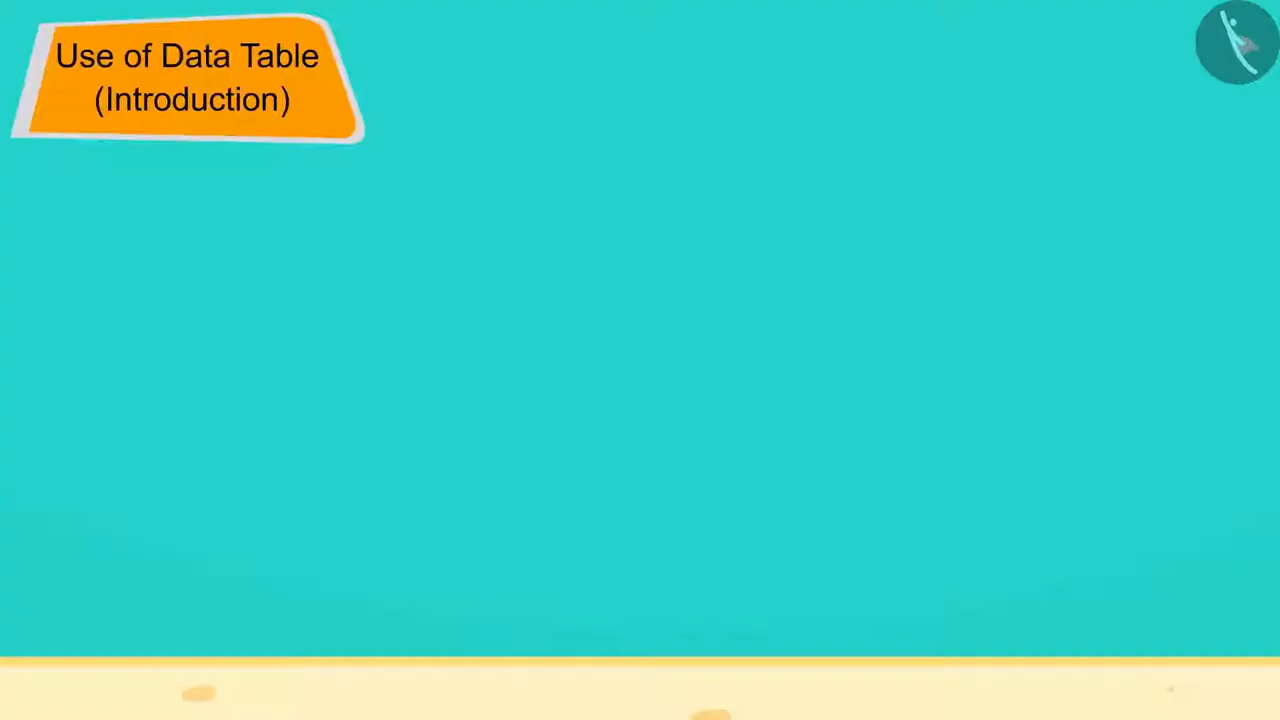 Use of Data Table
(Introduction)